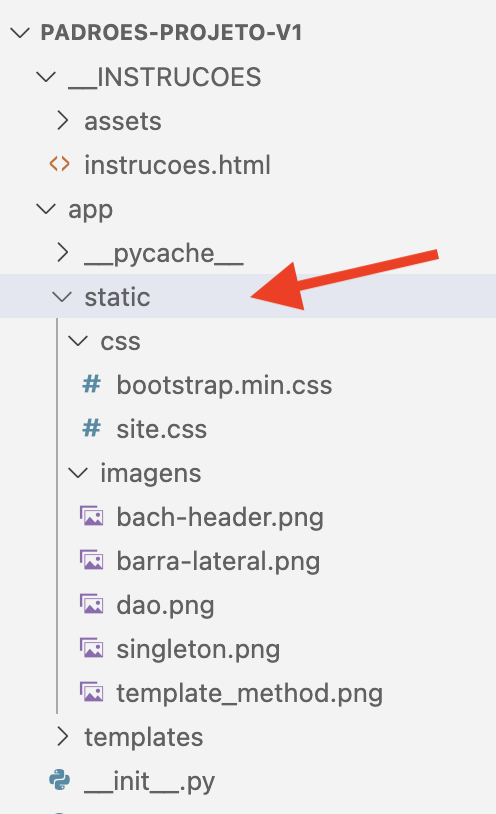 PADROES-PROJETO-V1
__INSTRUCOES
assets
instrucoes.html
app
__pycache__
static
css
bootstrap.min.css
site.css
imagens
bach-header.png
barra-lateral.png
dao.png
singleton.png
template_method.png
templates
__init__.py